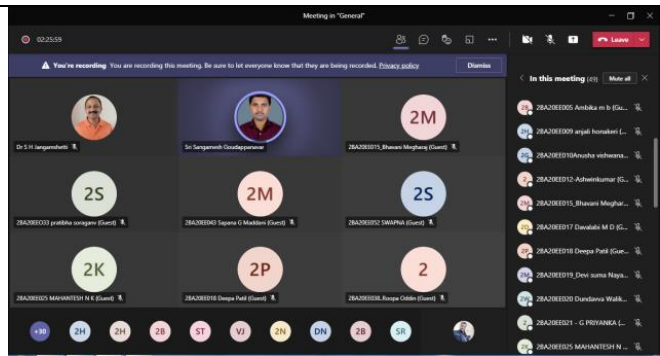 Meeting in "General"
02:25:59
Leave
You're recording You are recording this meeting. Be sure to let everyone know that they are being recorded. Privacy policy
Dismiss
In this meeting (49)
Mute all
Dr S H Jangamshetti
Sri Sangamesh Goudappanavar
2M
2BA20EE015_Bhavani Megharaj (Guest)
2S
2BA20EEO33 pratibha soraganv (Guest)
2M
2BA20EE043 Sapana G Maddani (Guest)
2S
2BA20EE052 SWAPNA (Guest)
2K
2BA20EE025 MAHANTESH N K (Guest)
2P
2BA20EE018 Deepa Patil (Guest)
2
2BA20EE038_Roopa Oddin (Guest)
+30
2H
2H
2B
ST
VJ
2N
DN
2B
SR
2BA20EE005 Ambika m b (Gu...
2BA20EE009 anjali honakeri (...
2BA20EE010Anusha vishwana...
2BA20EE012-Ashwinkumar (G...
2BA20EE015_Bhavani Meghar...
2BA20EE017 Davalabi M D (G...
2BA20EE018 Deepa Patil (Gue...
2BA20EE019_Devi suma Naya...
2BA20EE020 Dundavva Walik...
2BA20EE021 - G PRIYANKA (...
2BA20EE025 MAHANTESH N ...